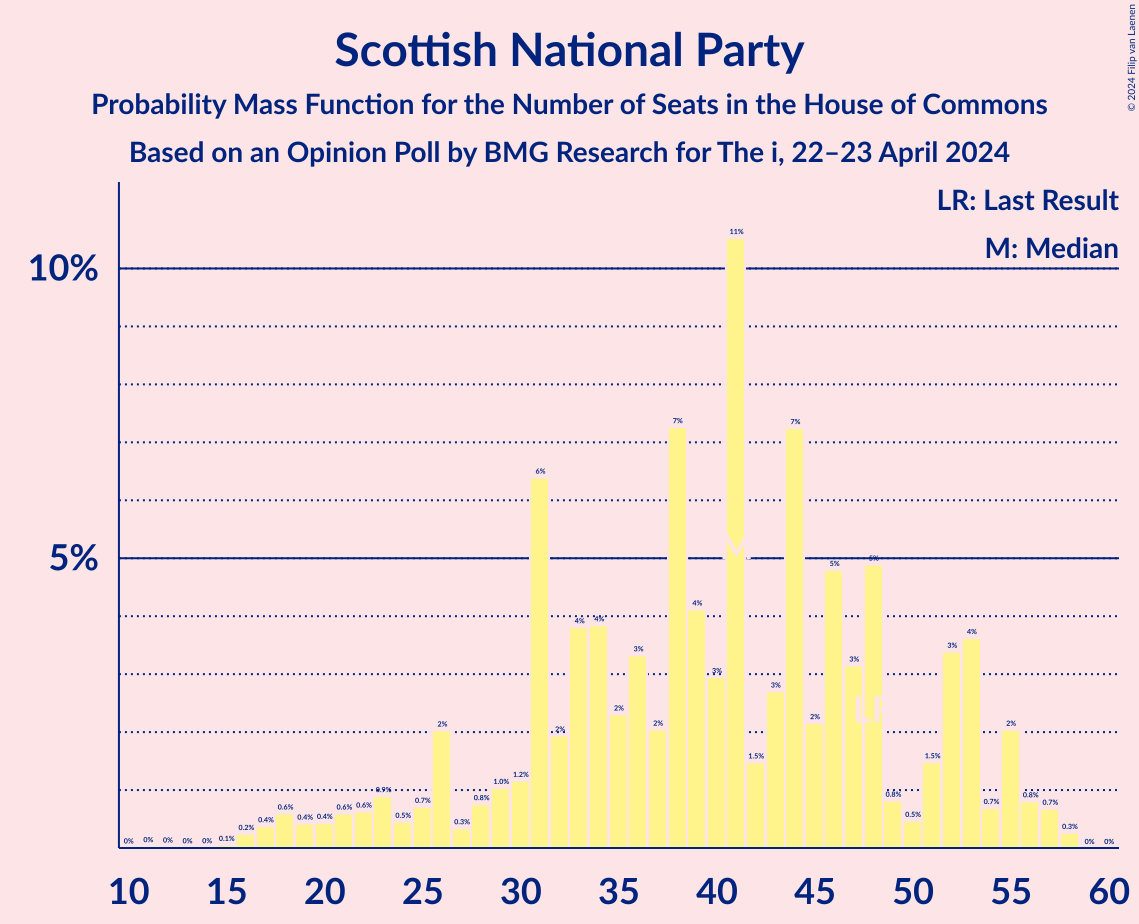 Scottish National Party
Probability Mass Function for the Number of Seats in the House of Commons
Based on an Opinion Poll by BMG Research for The i, 22–23 April 2024
© 2024 Filip van Laenen
LR: Last Result
M: Median
10%
5%
0% 0% 0% 0% 0% 0.1% 0.2% 0.4% 0.6% 0.4% 0.4% 0.6% 0.6% 0.9% 0.5% 0.7% 2% 0.3% 0.8% 1.0% 1.2% 6% 2% 4% 4% 2% 3% 2% 7% 4% 3% 11% 1.5% 3% 7% 2% 5% 3% 5% 0.8% 0.5% 1.5% 3% 4% 0.7% 2% 0.8% 0.7% 0.3% 0% 0%
10 15 20 25 30 35 40 45 50 55 60